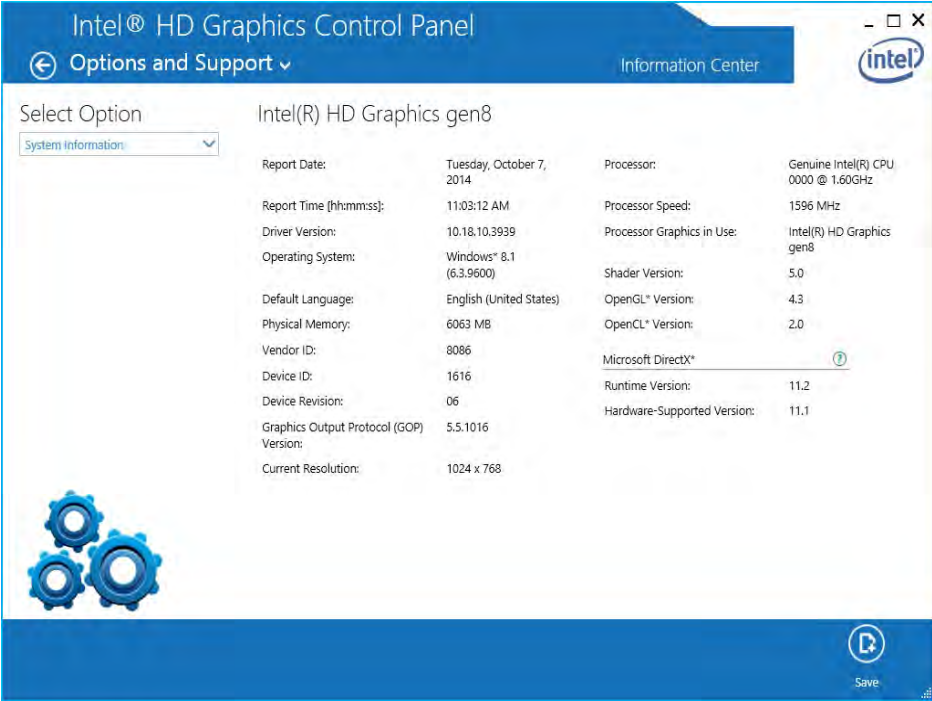 Intel® HD Graphics Control Panel
Options and Support
Information Center
intel
Select Option
System Information
Intel(R) HD Graphics gen8
Report Date: Tuesday, October 7,
2014
Report Time [hh:mm:ss]: 11:03:12 AM
Driver Version: 10.18.10.3939
Operating System: Windows* 8.1
(6.3.9600)
Default Language: English (United States)
Physical Memory: 6063 MB
Vendor ID: 8086
Device ID: 1616
Device Revision: 06
Graphics Output Protocol (GOP) 5.5.1016
Version:
Current Resolution: 1024 x 768
Processor: Genuine Intel(R) CPU
0000 @ 1.60GHz
Processor Speed: 1596 MHz
Processor Graphics in Use: Intel(R) HD Graphics
gen8
Shader Version: 5.0
OpenGL* Version: 4.3
OpenCL* Version: 2.0
Microsoft DirectX*
?
Runtime Version: 11.2
Hardware-Supported Version: 11.1
Save